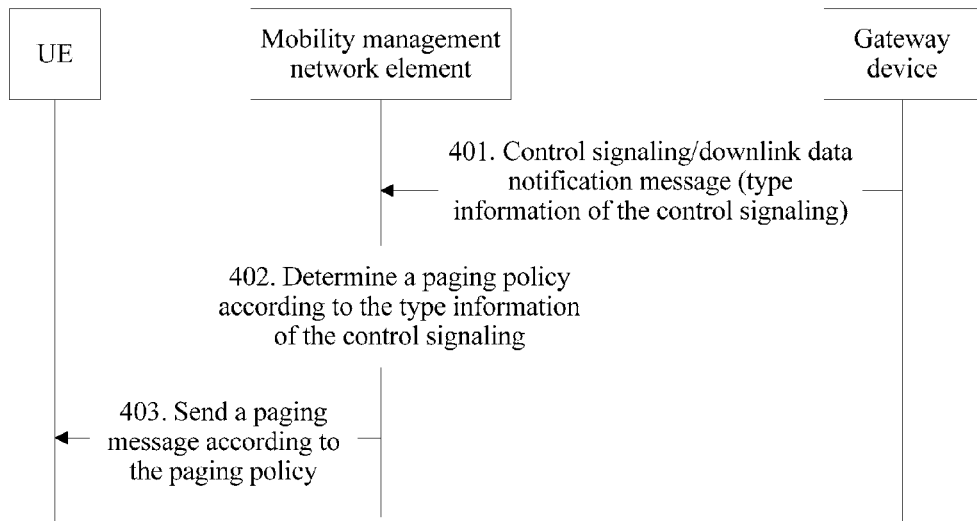 UE
Mobility management
network element
Gateway
device
401. Control signaling/downlink data
notification message (type
information of the control signaling)
402. Determine a paging policy
according to the type information
of the control signaling
403. Send a paging
message according to
the paging policy